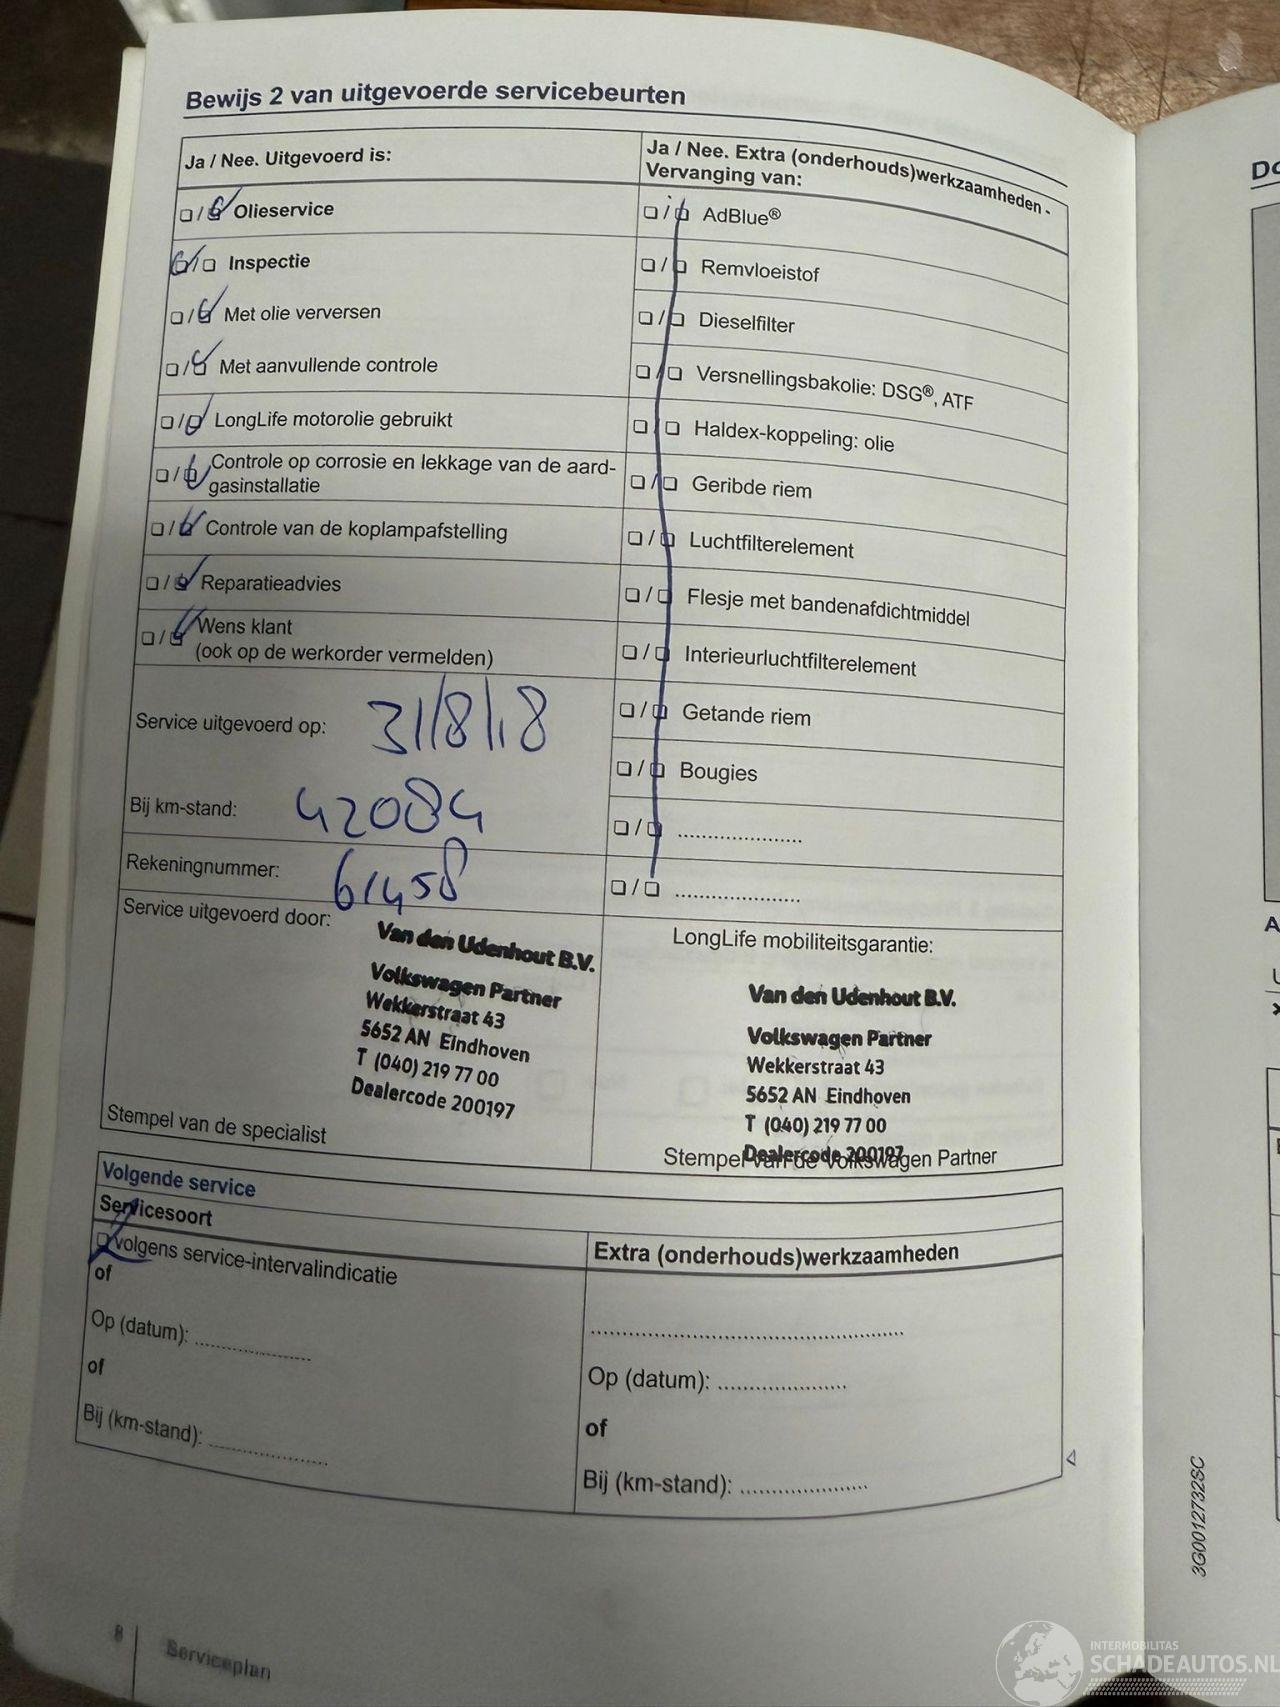 Bewijs 2 van uitgevoerde servicebeurten
Ja / Nee. Uitgevoerd is:
Olieservice
Inspectie
Met olie verversen
Met aanvullende controle
LongLife motorolie gebruikt
Controle op corrosie en lekkage van de aard-
gasinstallatie
Controle van de koplampafstelling
Reparatieadvies
Wens klant
(ook op de werkorder vermelden)
Service uitgevoerd op: 31/8/18
Bij km-stand: 42084
Rekeningnummer: 61458
Service uitgevoerd door:
Van den Udenhout B.V.
Volkswagen Partner
Wekkerstraat 43
5652 AN Eindhoven
T (040) 219 77 00
Dealercode 200197
Stempel van de specialist
Ja / Nee. Extra (onderhouds)werkzaamheden -
Vervanging van:
AdBlue®
Remvloeistof
Dieselfilter
Versnellingsbakolie: DSG®, ATF
Haldex-koppeling: olie
Geribde riem
Luchtfilterelement
Flesje met bandenafdichtmiddel
Interieurluchtfilterelement
Getande riem
Bougies
LongLife mobiliteitsgarantie:
Van den Udenhout B.V.
Volkswagen Partner
Wekkerstraat 43
5652 AN Eindhoven
T (040) 219 77 00
Dealercode 200197
Stempel van de Volkswagen Partner
Volgende service
Servicesoort
volgens service-intervalindicatie
of
Op (datum): ....................
of
Bij (km-stand): ....................
Extra (onderhouds)werkzaamheden
Op (datum): ......................
of
Bij (km-stand): ......................
8
Serviceplan
3G0012732SC
INTERMOBILITAS
SCHADEAUTOS.NL